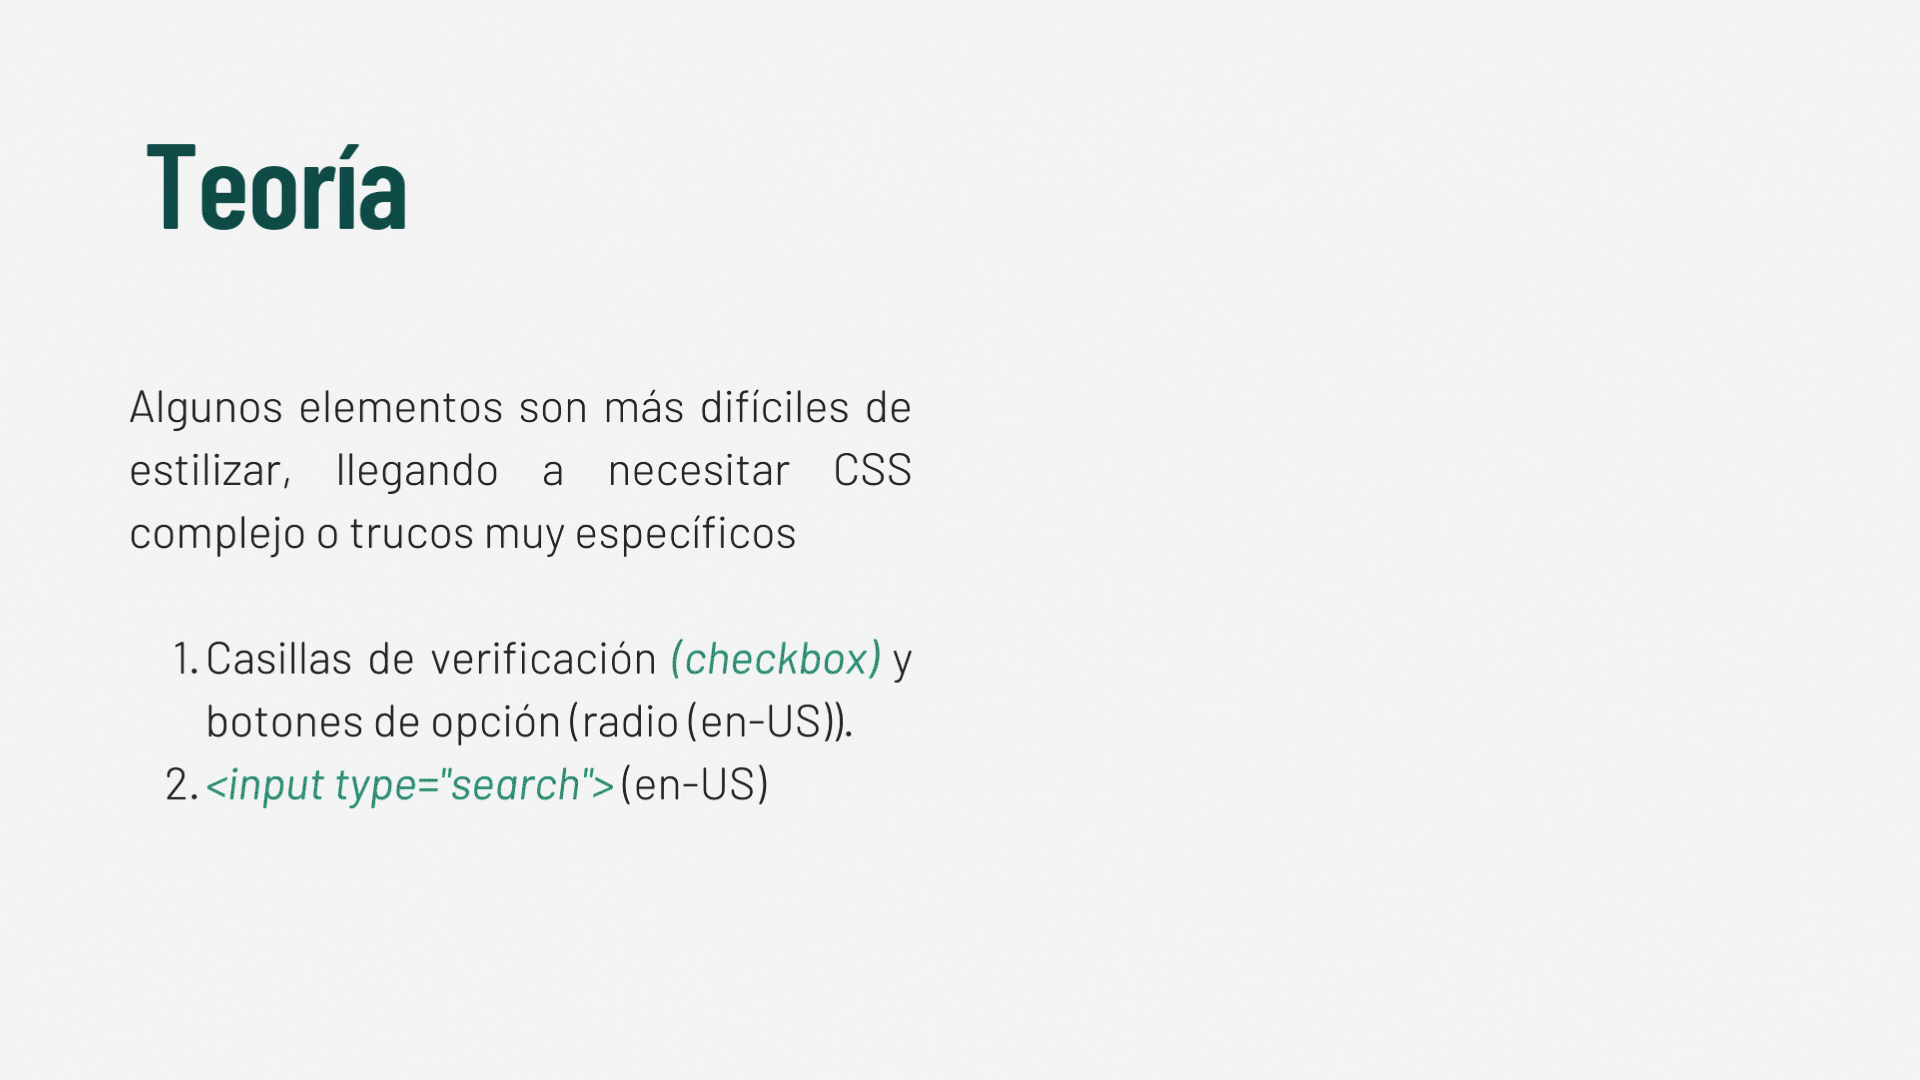 Teoría
Algunos elementos son más difíciles de
estilizar, llegando a necesitar CSS
complejo o trucos muy específicos
1. Casillas de verificación (checkbox) y
botones de opción (radio (en-US)).
2. <input type="search"> (en-US)